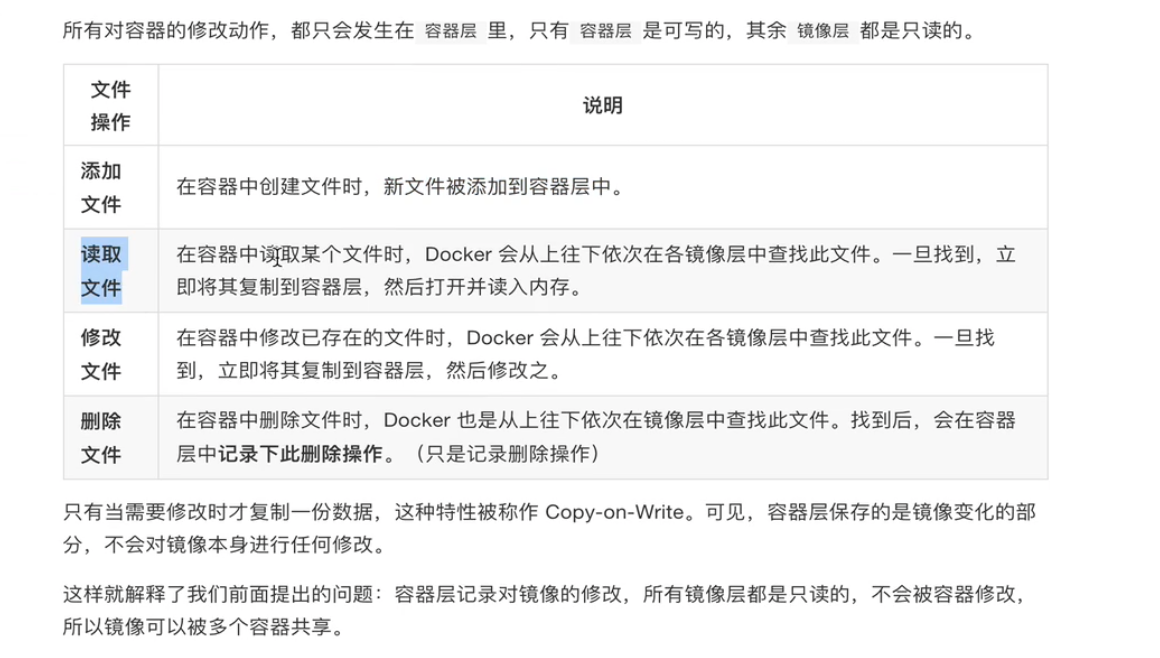 所有对容器的修改动作，都只会发生在 容器层 里，只有 容器层 是可写的，其余 镜像层 都是只读的。
文件
操作
说明
添加
文件
在容器中创建文件时，新文件被添加到容器层中。
读取
文件
在容器中读取某个文件时，Docker 会从上往下依次在各镜像层中查找此文件。一旦找到，立
即将其复制到容器层，然后打开并读入内存。
修改
文件
在容器中修改已存在的文件时，Docker 会从上往下依次在各镜像层中查找此文件。一旦找
到，立即将其复制到容器层，然后修改之。
删除
文件
在容器中删除文件时，Docker 也是从上往下依次在镜像层中查找此文件。找到后，会在容器
层中记录下此删除操作。（只是记录删除操作）
只有当需要修改时才复制一份数据，这种特性被称作 Copy-on-Write。可见，容器层保存的是镜像变化的部
分，不会对镜像本身进行任何修改。
这样就解释了我们前面提出的问题：容器层记录对镜像的修改，所有镜像层都是只读的，不会被容器修改，
所以镜像可以被多个容器共享。